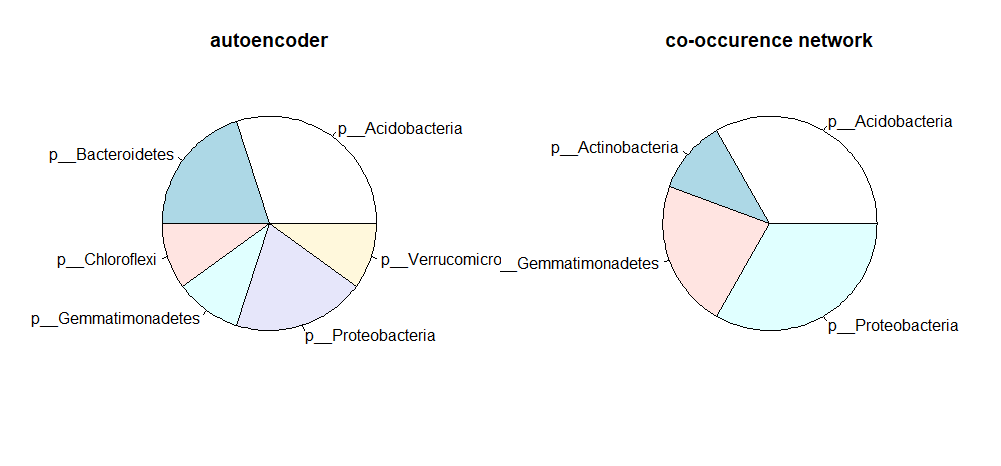 autoencoder
p__Acidobacteria
p__Bacteroidetes
p__Chloroflexi
p__Gemmatimonadetes
p__Proteobacteria
p__Verrucomicro
co-occurence network
p__Acidobacteria
p__Actinobacteria
__Gemmatimonadetes
p__Proteobacteria